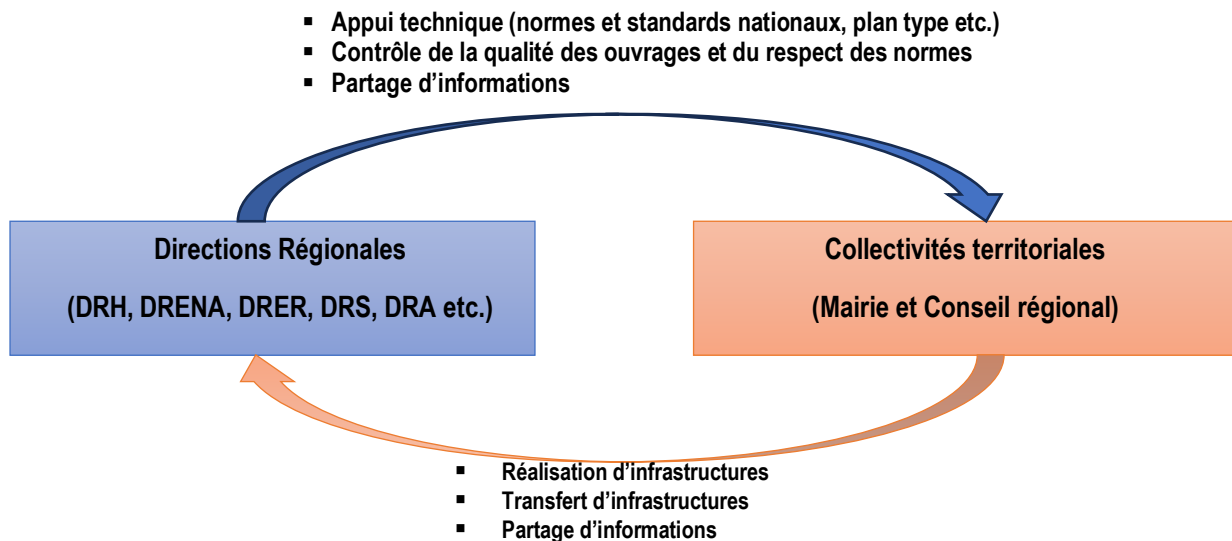 ▪ Appui technique (normes et standards nationaux, plan type etc.)
▪ Contrôle de la qualité des ouvrages et du respect des normes
▪ Partage d’informations
Directions Régionales
(DRH, DRENA, DRER, DRS, DRA etc.)
Collectivités territoriales
(Mairie et Conseil régional)
▪ Réalisation d’infrastructures
▪ Transfert d’infrastructures
▪ Partage d’informations